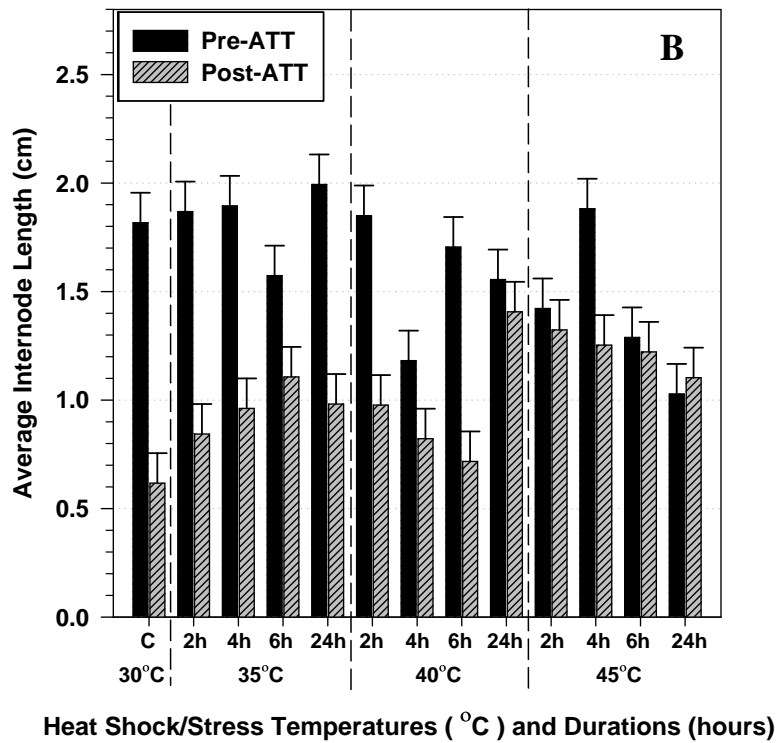 Pre-ATT
Post-ATT
B
Average Internode Length (cm)
2.5
2.0
1.5
1.0
0.5
0.0
C 2h 4h 6h 24h 2h 4h 6h 24h 2h 4h 6h 24h
30°C 35°C 40°C 45°C
Heat Shock/Stress Temperatures ( °C ) and Durations (hours)